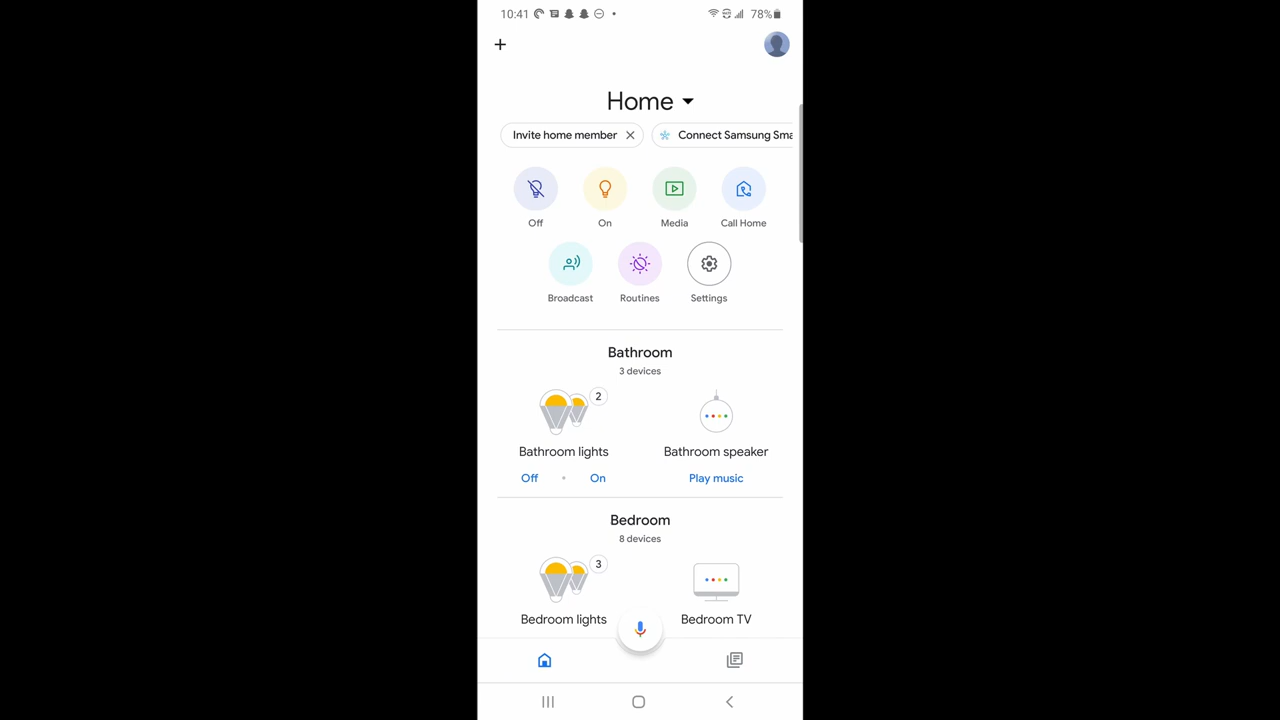 10:41
78%
Home
Invite home member
Connect Samsung Sma
Off
On
Media
Call Home
Broadcast
Routines
Settings
Bathroom
3 devices
2
Bathroom lights
Bathroom speaker
Off • On
Play music
Bedroom
8 devices
3
Bedroom lights
Bedroom TV